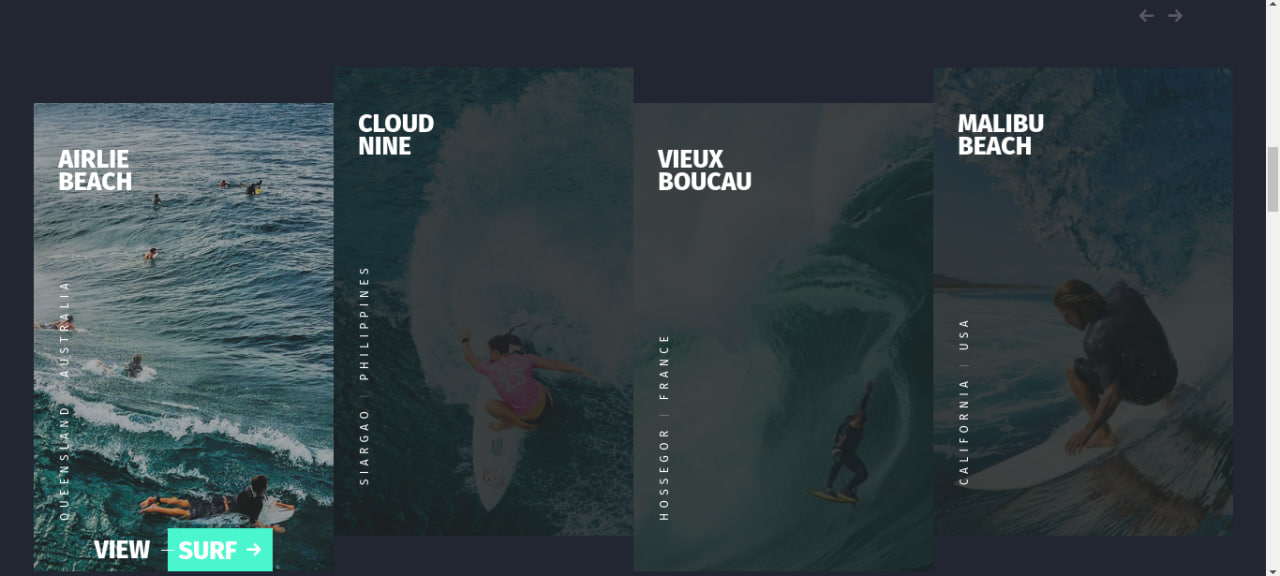 AIRLIE
BEACH
QUEENSLAND | AUSTRALIA
VIEW
SURF
CLOUD
NINE
SIARGAO | PHILIPPINES
VIEUX
BOUCAU
HOSSEGOR | FRANCE
MALIBU
BEACH
CALIFORNIA | USA